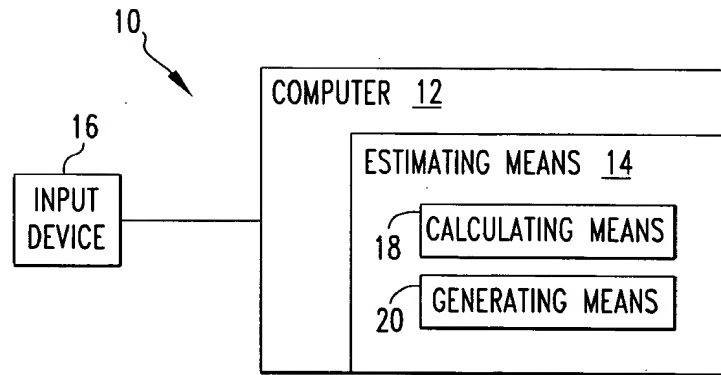 10
COMPUTER 12
16
ESTIMATING MEANS 14
INPUT
DEVICE
18
CALCULATING MEANS
20
GENERATING MEANS